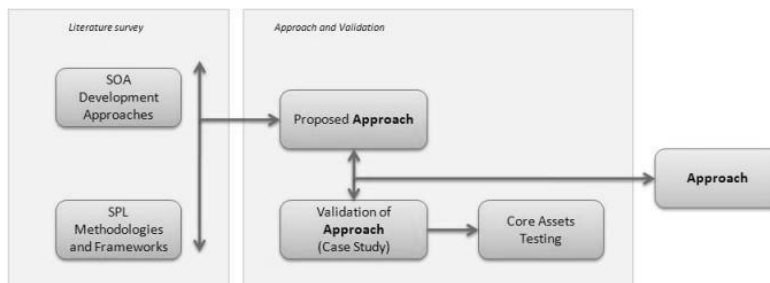 Literature survey
SOA
Development
Approaches
SPL
Methodologies
and Frameworks
Approach and Validation
Proposed Approach
Validation of
Approach
(Case Study)
Core Assets
Testing
Approach